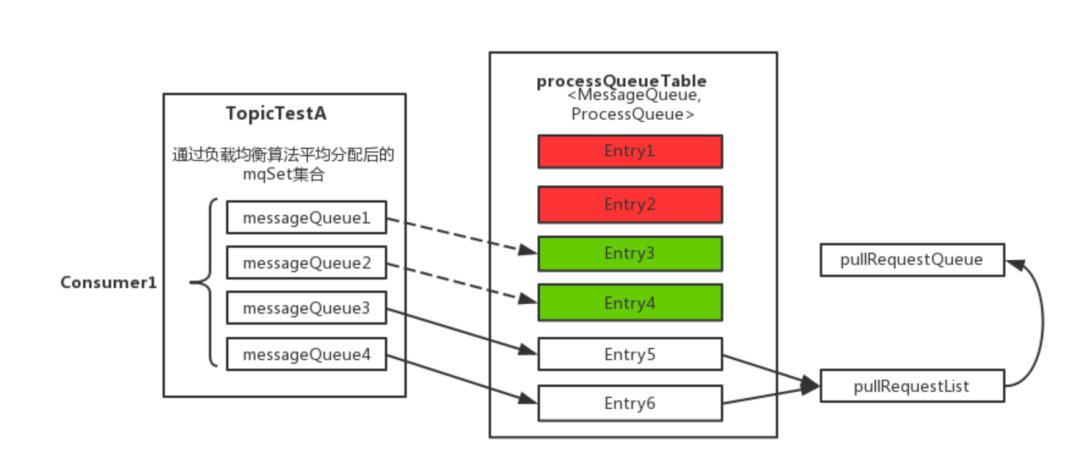 TopicTestA
通过负载均衡算法平均分配后的
mqSet集合
Consumer1
messageQueue1
messageQueue2
messageQueue3
messageQueue4
processQueueTable
<MessageQueue,
ProcessQueue>
Entry1
Entry2
Entry3
Entry4
Entry5
Entry6
pullRequestQueue
pullRequestList